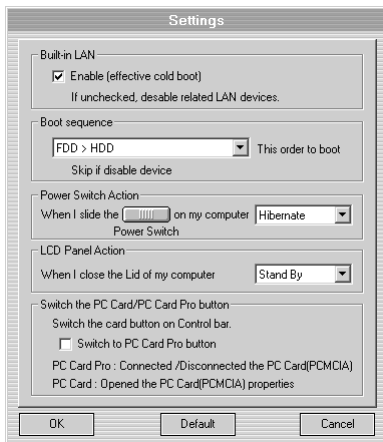 Settings
Built-in LAN
Enable (effective cold boot)
If unchecked, desable related LAN devices.
Boot sequence
FDD > HDD This order to boot
Skip if disable device
Power Switch Action
When I slide the on my computer Hibernate
Power Switch
LCD Panel Action
When I close the Lid of my computer Stand By
Switch the PC Card/PC Card Pro button
Switch the card button on Control bar.
Switch to PC Card Pro button
PC Card Pro : Connected /Disconnected the PC Card(PCMCIA)
PC Card : Opened the PC Card(PCMCIA) properties
OK Default Cancel